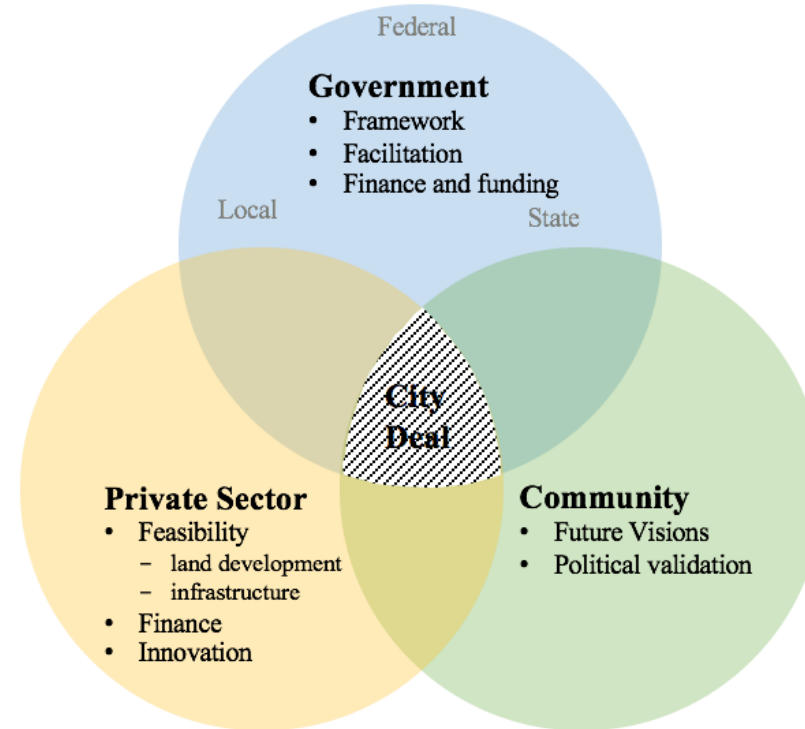 Federal
Government
• Framework
• Facilitation
• Finance and funding
Local
State
City
Deal
Private Sector
• Feasibility
– land development
– infrastructure
• Finance
• Innovation
Community
• Future Visions
• Political validation